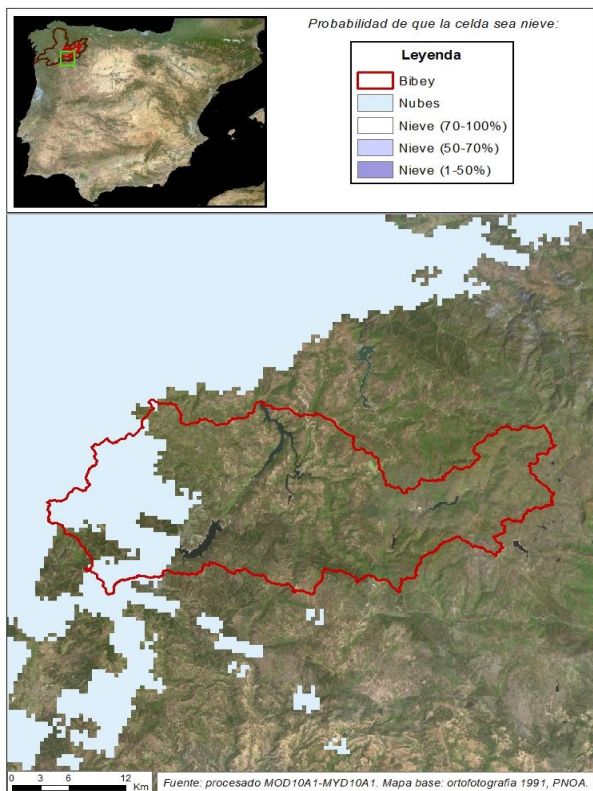 Probabilidad de que la celda sea nieve:
Leyenda
Bibey
Nubes
Nieve (70-100%)
Nieve (50-70%)
Nieve (1-50%)
0 3 6 12
Km
Fuente: procesado MOD10A1-MYD10A1. Mapa base: ortofotografia 1991, PNOA.